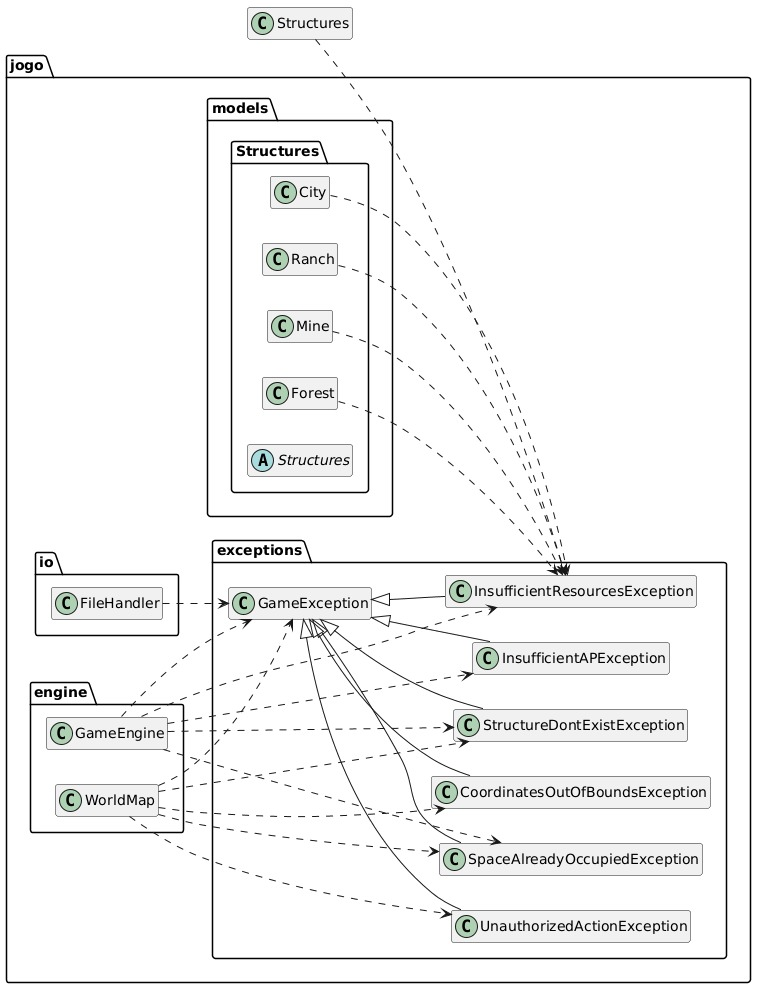 C Structures
jogo
models
Structures
C City
C Ranch
C Mine
C Forest
A Structures
io
C FileHandler
exceptions
C GameException
C InsufficientResourcesException
C InsufficientAPException
C StructureDontExistException
C CoordinatesOutOfBoundsException
C SpaceAlreadyOccupiedException
C UnauthorizedActionException
engine
C GameEngine
C WorldMap